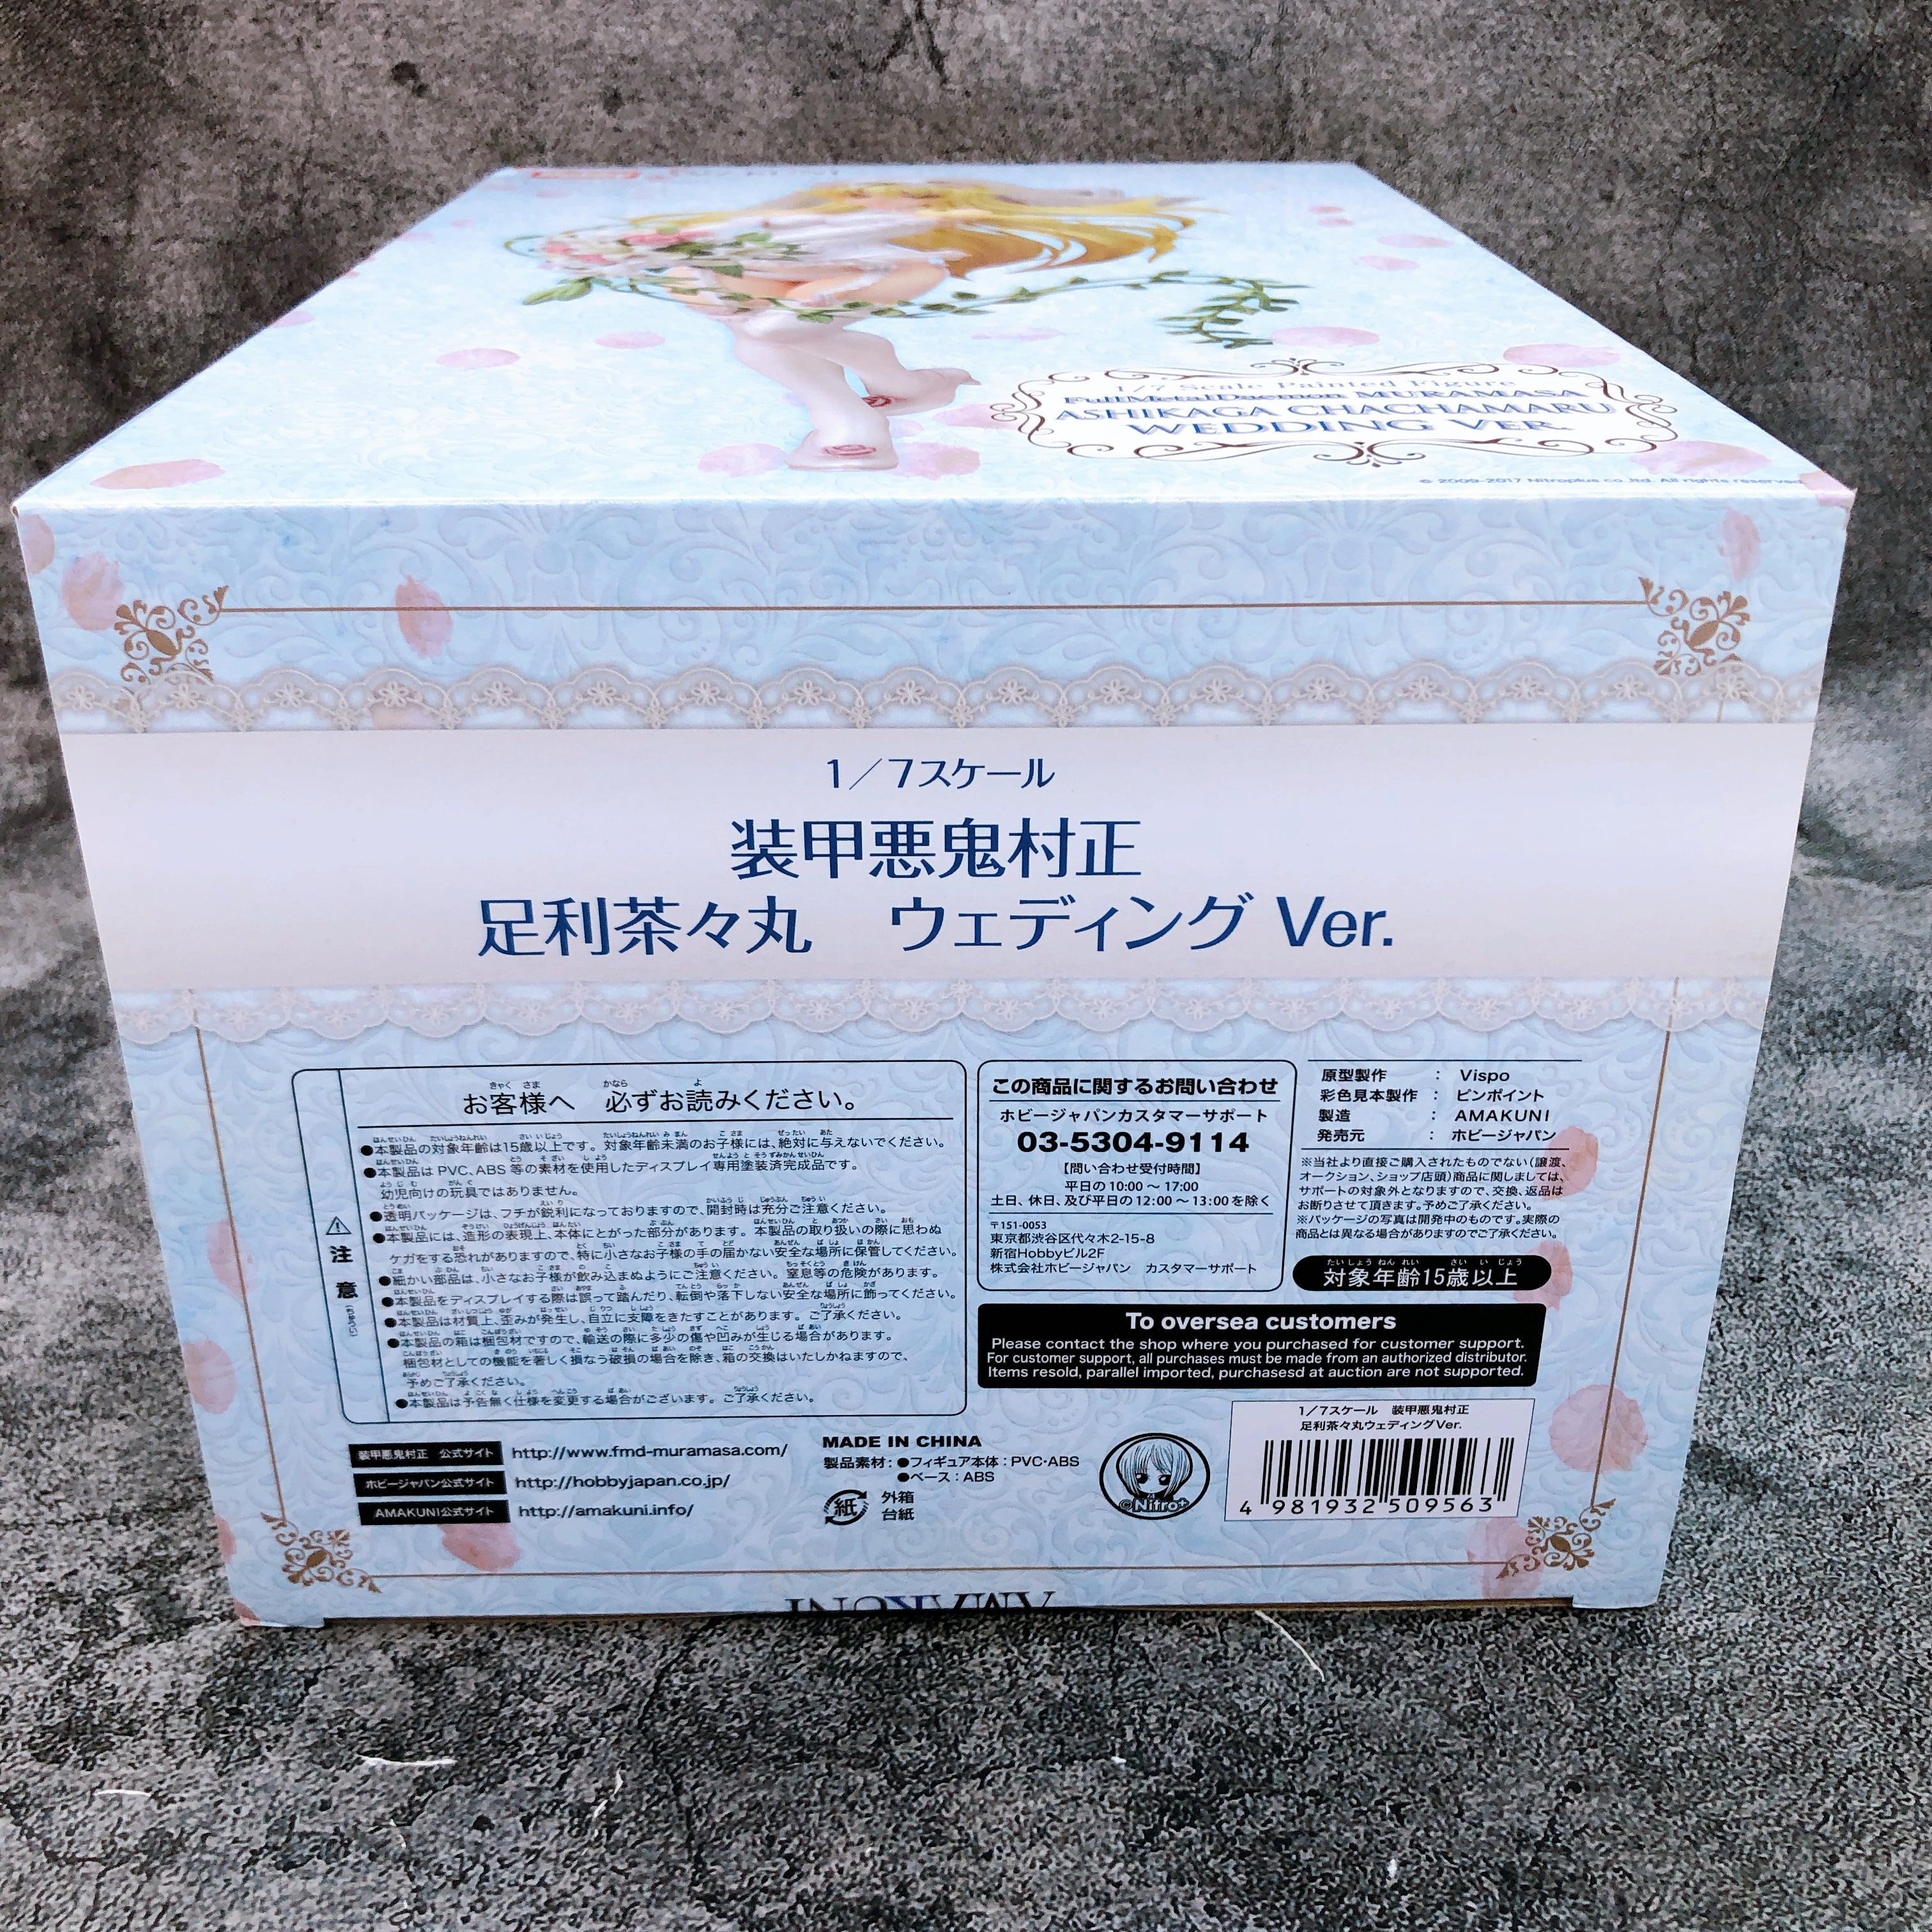 1/7 Scale Painted Figure
FullMetalDaemon MURAMASA
ASHIKAGA CHACHAMARU
WEDDING VER.
© 2009-2017 Nitroplus co.,ltd. All rights reserved.
1／7スケール
装甲悪鬼村正
足利茶々丸　ウェディング Ver.
お客様へ　必ずお読みください。
⚠注意
●本製品の対象年齢は15歳以上です。対象年齢未満のお子様には、絶対に与えないでください。
●本製品は PVC、ABS 等の素材を使用したディスプレイ専用塗装済完成品です。
幼児向けの玩具ではありません。
●透明パッケージは、フチが鋭利になっておりますので、開封時は充分ご注意ください。
●本製品には、造形の表現上、本体にとがった部分があります。本製品の取り扱いの際に思わぬ
ケガをする恐れがありますので、特に小さなお子様の手の届かない安全な場所に保管してください。
●細かい部品は、小さなお子様が飲み込まぬようにご注意ください。窒息等の危険があります。
●本製品をディスプレイする際は誤って踏んだり、転倒や落下しない安全な場所に飾ってください。
●本製品は材質上、歪みが発生し、自立に支障をきたすことがあります。ご了承ください。
●本製品の箱は梱包材ですので、輸送の際に多少の傷や凹みが生じる場合があります。
梱包材としての機能を著しく損なう破損の場合を除き、箱の交換はいたしかねますので、
予めご了承ください。
●本製品は予告無く仕様を変更する場合がございます。ご了承ください。
この商品に関するお問い合わせ
ホビージャパンカスタマーサポート
03-5304-9114
【問い合わせ受付時間】
平日の 10:00 ～ 17:00
土日、休日、及び平日の 12:00 ～ 13:00 を除く
〒151-0053
東京都渋谷区代々木2-15-8
新宿Hobbyビル2F
株式会社ホビージャパン　カスタマーサポート
原型製作 : Vispo
彩色見本製作 : ピンポイント
製造 : AMAKUNI
発売元 : ホビージャパン
※当社より直接ご購入されたものでない（譲渡、
オークション、ショップ店頭）商品に関しましては、
サポートの対象外となりますので、交換、返品は
お断りさせて頂きます。予めご了承ください。
※パッケージの写真は開発中のものです。実際の
商品とは異なる場合がありますのでご了承ください。
対象年齢15歳以上
To oversea customers
Please contact the shop where you purchased for customer support.
For customer support, all purchases must be made from an authorized distributor.
Items resold, parallel imported, purchasesd at auction are not supported.
装甲悪鬼村正　公式サイト http://www.fmd-muramasa.com/
ホビージャパン公式サイト http://hobbyjapan.co.jp/
AMAKUNI公式サイト http://amakuni.info/
MADE IN CHINA
製品素材：●フィギュア本体：PVC・ABS
●ベース：ABS
紙 外箱
台紙
©Nitro+
1／7スケール　装甲悪鬼村正
足利茶々丸ウェディングVer.
4 981932 509563
AMAKUNI